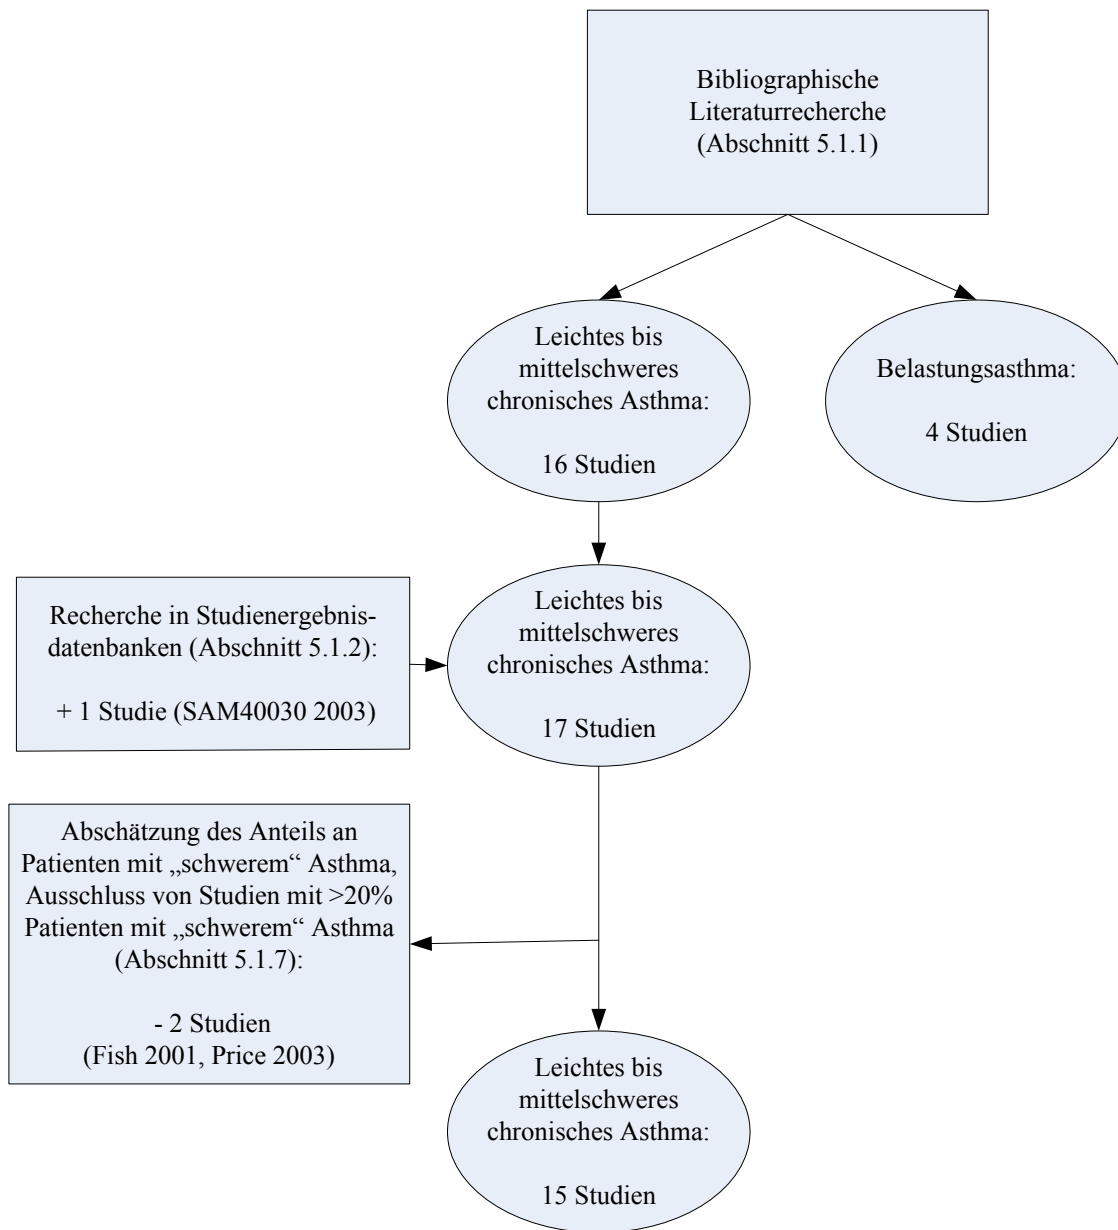 Bibliographische
Literaturrecherche
(Abschnitt 5.1.1)
Leichtes bis
mittelschweres
chronisches Asthma:
16 Studien
Belastungsasthma:
4 Studien
Recherche in Studienergebnis-
datenbanken (Abschnitt 5.1.2):
+ 1 Studie (SAM40030 2003)
Leichtes bis
mittelschweres
chronisches Asthma:
17 Studien
Abschätzung des Anteils an
Patienten mit „schwerem“ Asthma,
Ausschluss von Studien mit >20%
Patienten mit „schwerem“ Asthma
(Abschnitt 5.1.7):
- 2 Studien
(Fish 2001, Price 2003)
Leichtes bis
mittelschweres
chronisches Asthma:
15 Studien